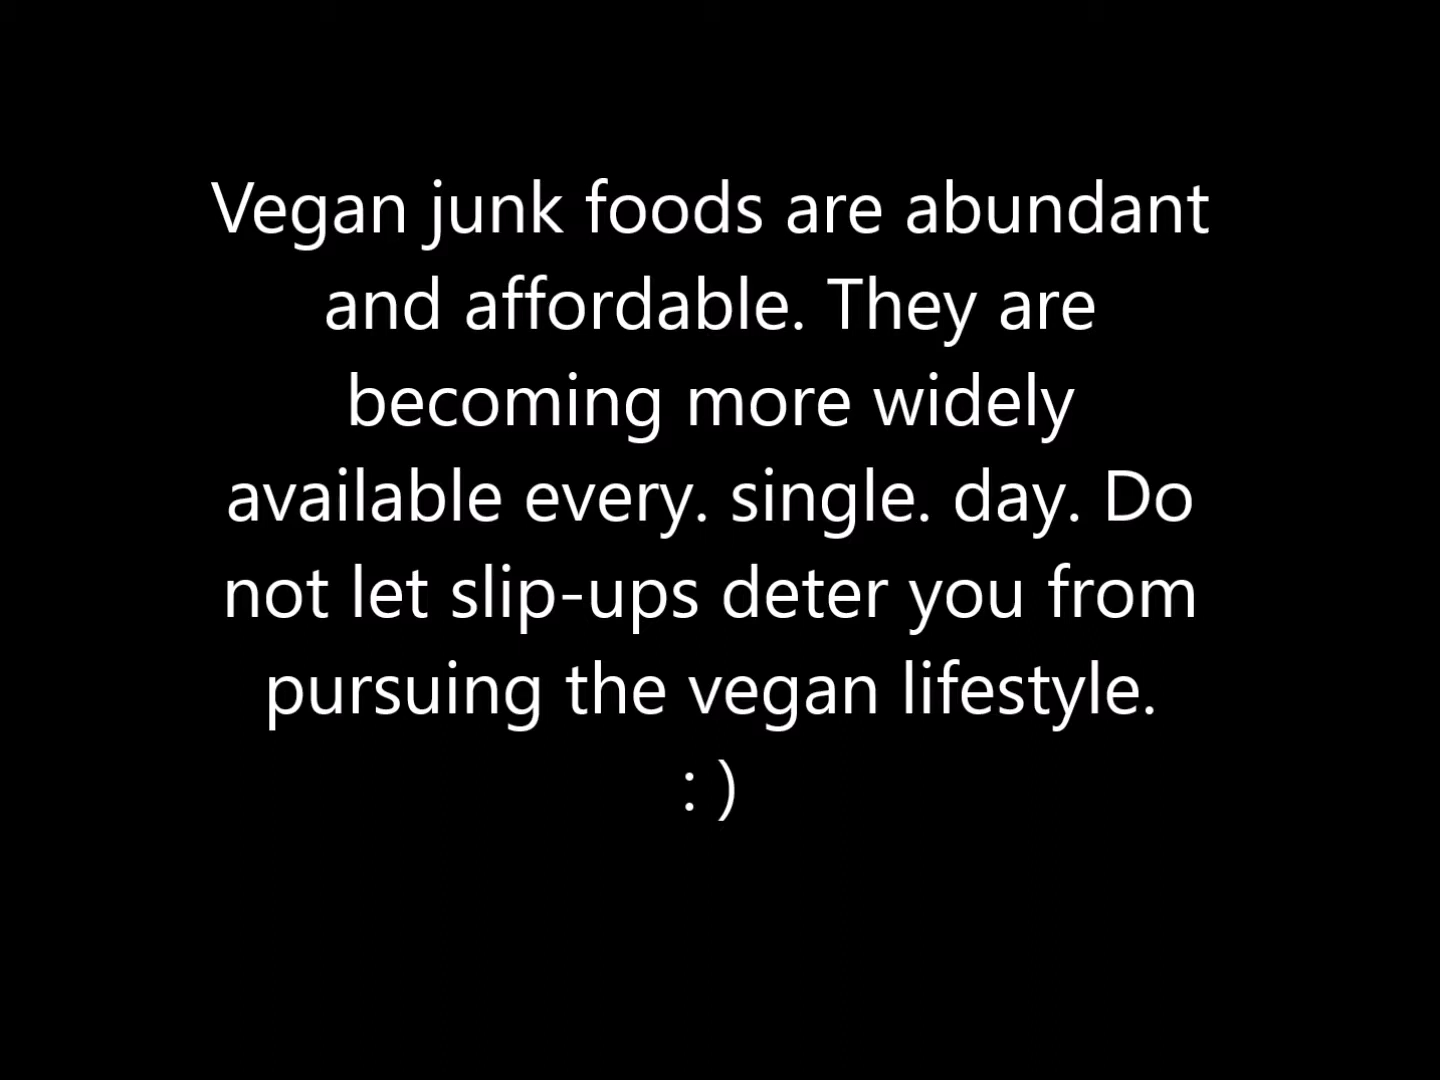 Vegan junk foods are abundant
and affordable. They are
becoming more widely
available every. single. day. Do
not let slip-ups deter you from
pursuing the vegan lifestyle.
: )